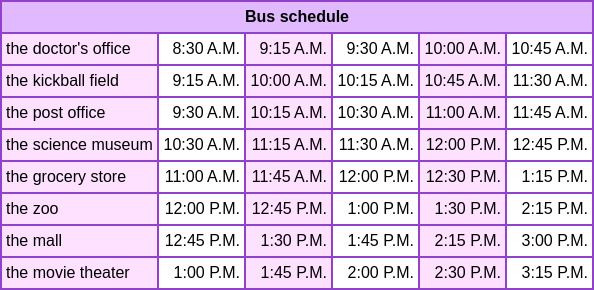 Bus schedule
the doctor's office 8:30 A.M. 9:15 A.M. 9:30 A.M. 10:00 A.M. 10:45 A.M.
the kickball field 9:15 A.M. 10:00 A.M. 10:15 A.M. 10:45 A.M. 11:30 A.M.
the post office 9:30 A.M. 10:15 A.M. 10:30 A.M. 11:00 A.M. 11:45 A.M.
the science museum 10:30 A.M. 11:15 A.M. 11:30 A.M. 12:00 P.M. 12:45 P.M.
the grocery store 11:00 A.M. 11:45 A.M. 12:00 P.M. 12:30 P.M. 1:15 P.M.
the zoo 12:00 P.M. 12:45 P.M. 1:00 P.M. 1:30 P.M. 2:15 P.M.
the mall 12:45 P.M. 1:30 P.M. 1:45 P.M. 2:15 P.M. 3:00 P.M.
the movie theater 1:00 P.M. 1:45 P.M. 2:00 P.M. 2:30 P.M. 3:15 P.M.